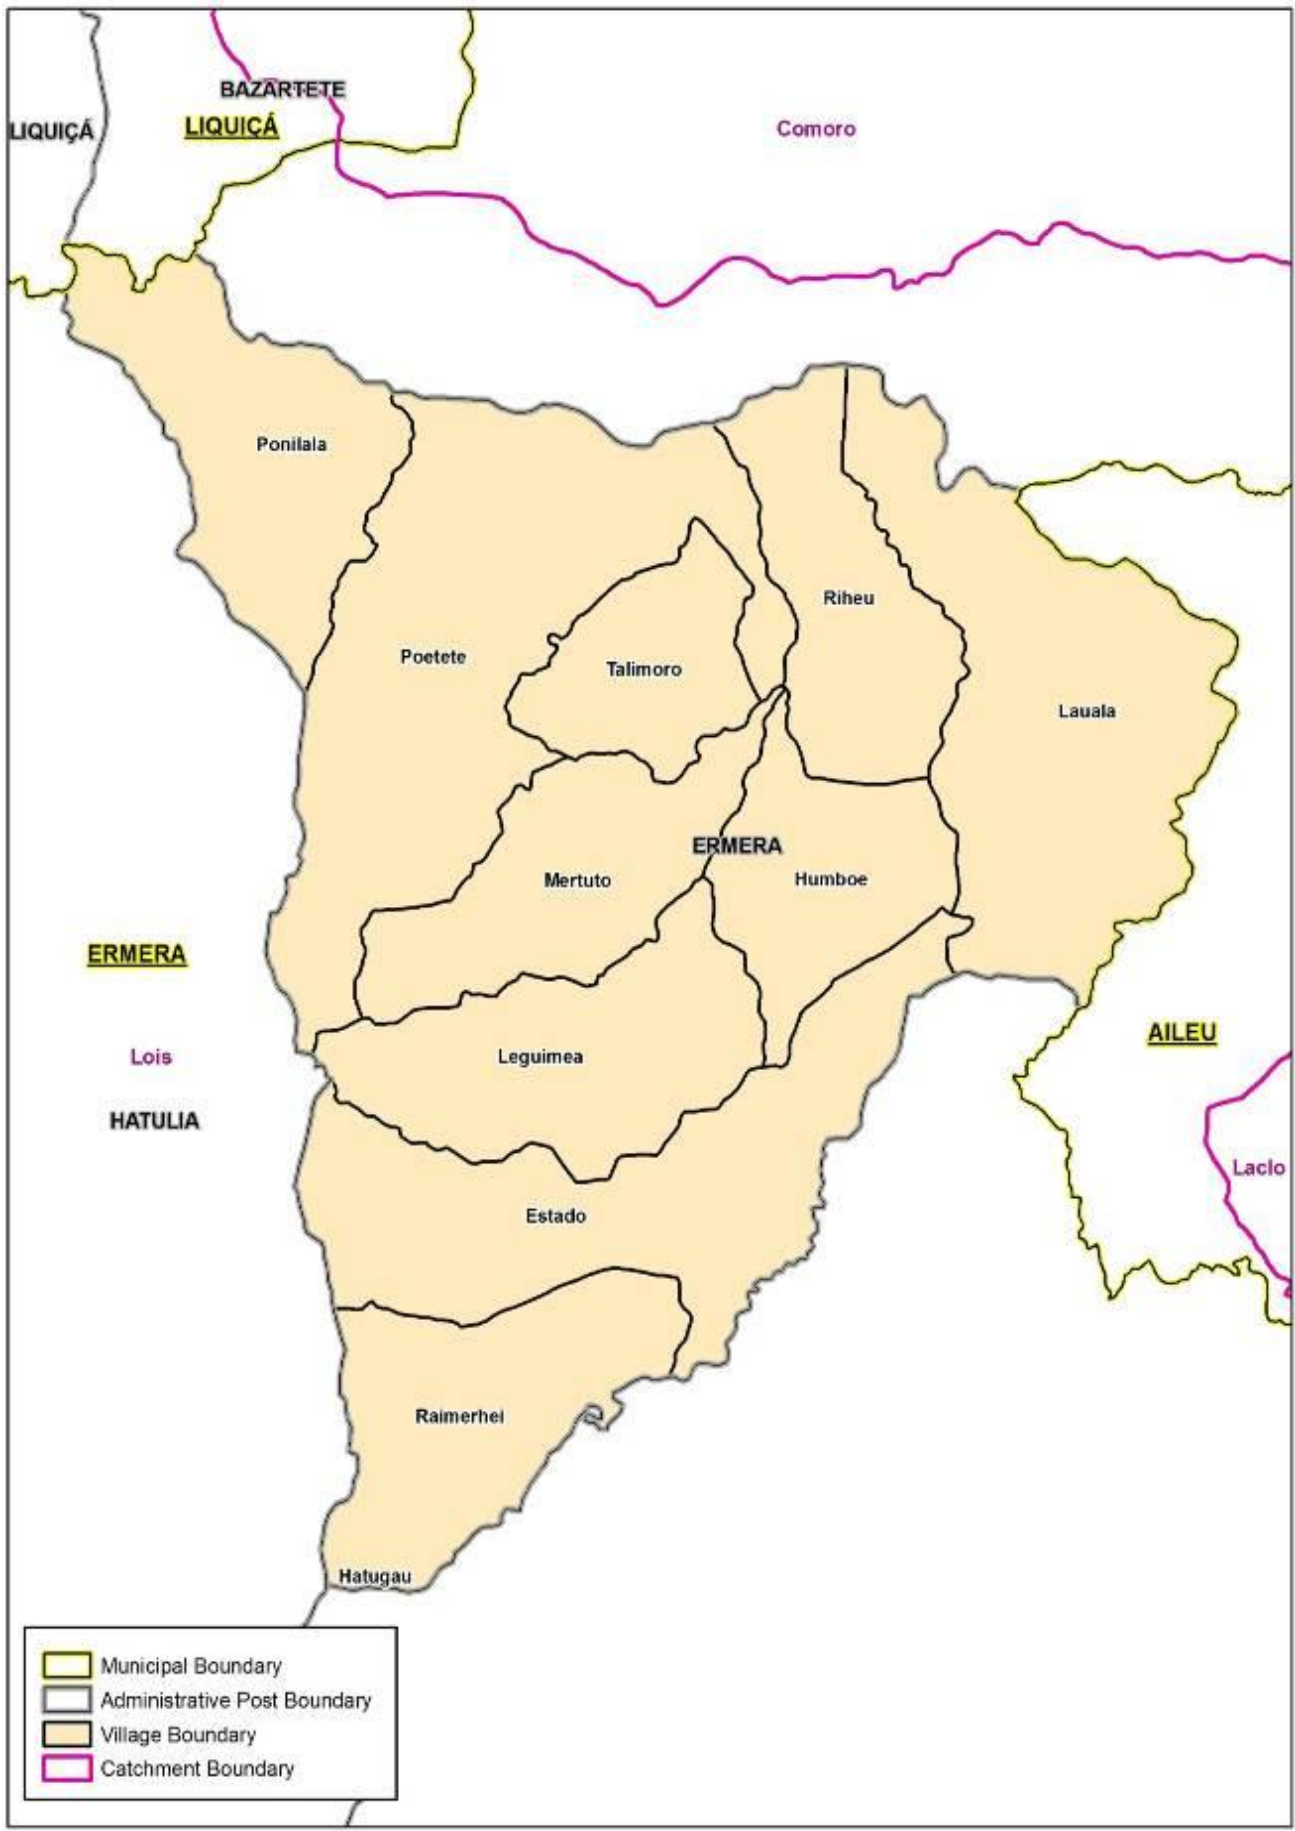 BAZARTETE
LIQUIÇÁ
LIQUIÇÁ
Comoro
Ponilala
Riheu
Poetete
Talimoro
Lauala
ERMERA
Mertuto
Humboe
ERMERA
AILEU
Lois
Leguimea
HATULIA
Laclo
Estado
Raimerhei
Hatugau
Municipal Boundary
Administrative Post Boundary
Village Boundary
Catchment Boundary